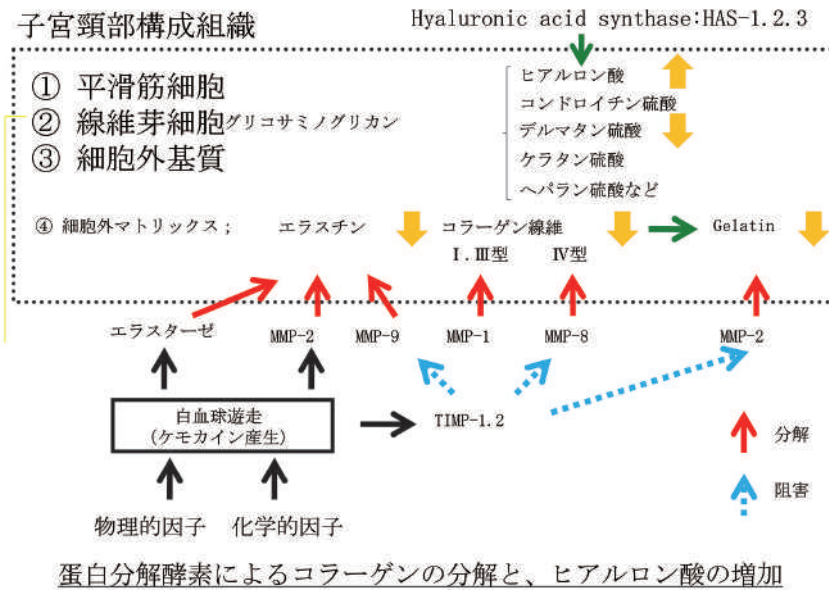 子宮頸部構成組織
Hyaluronic acid synthase:HAS-1.2.3
① 平滑筋細胞
② 線維芽細胞グリコサミノグリカン
③ 細胞外基質
ヒアルロン酸
コンドロイチン硫酸
デルマタン硫酸
ケラタン硫酸
ヘパラン硫酸など
④ 細胞外マトリックス; エラスチン コラーゲン線維 Gelatin
Ⅰ.Ⅲ型 Ⅳ型
エラスターゼ MMP-2 MMP-9 MMP-1 MMP-8 MMP-2
白血球遊走
(ケモカイン産生)
TIMP-1.2
分解
阻害
物理的因子 化学的因子
蛋白分解酵素によるコラーゲンの分解と、ヒアルロン酸の増加